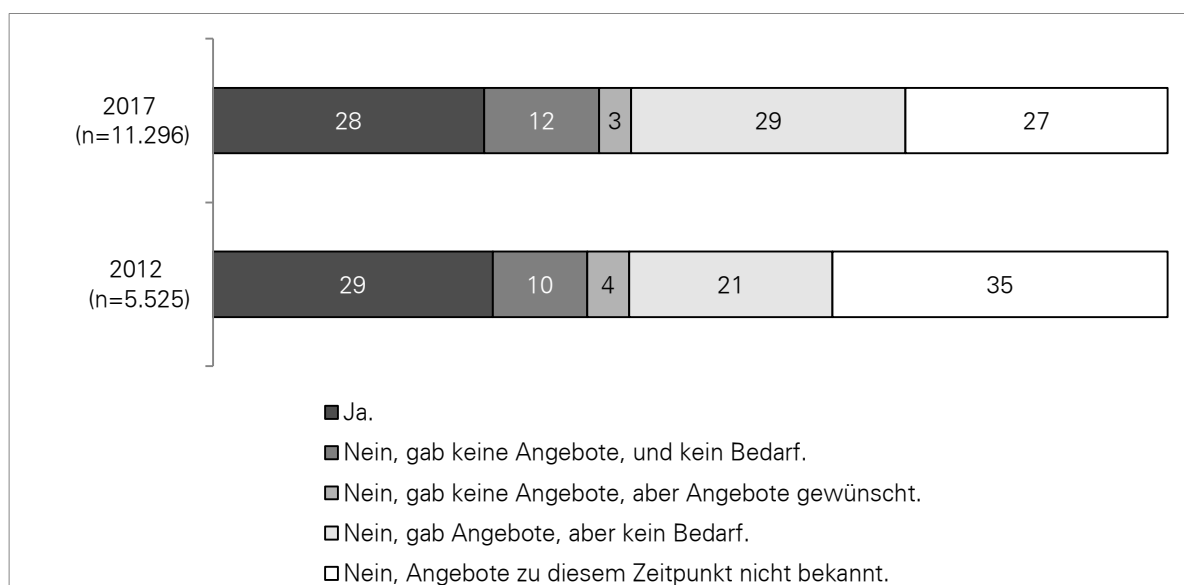 2017
(n=11.296)
28 12 3 29 27
2012
(n=5.525)
29 10 4 21 35
Ja.
Nein, gab keine Angebote, und kein Bedarf.
Nein, gab keine Angebote, aber Angebote gewünscht.
Nein, gab Angebote, aber kein Bedarf.
Nein, Angebote zu diesem Zeitpunkt nicht bekannt.